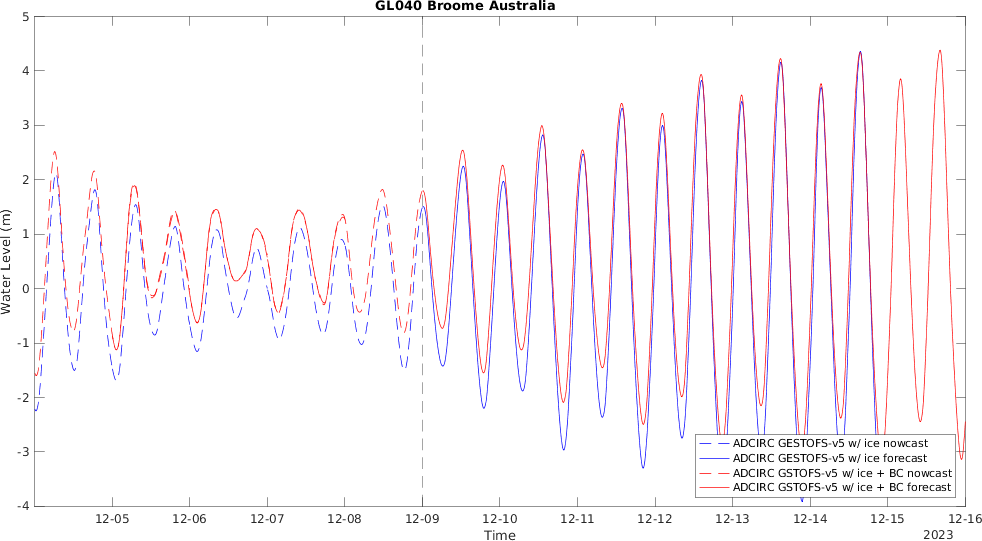 GL040 Broome Australia
Water Level (m)
5
4
3
2
1
0
-1
-2
-3
-4
ADCIRC GESTOFS-v5 w/ ice nowcast
ADCIRC GESTOFS-v5 w/ ice forecast
ADCIRC GSTOFS-v5 w/ ice + BC nowcast
ADCIRC GSTOFS-v5 w/ ice + BC forecast
12-05 12-06 12-07 12-08 12-09 12-10 12-11 12-12 12-13 12-14 12-15 12-16
Time
2023